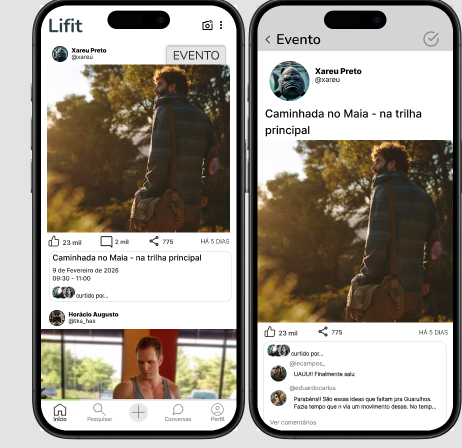 Lifit
Xareu Preto
@xareu
EVENTO
23 mil
2 mil
775
HÁ 5 DIAS
Caminhada no Maia - na trilha principal
9 de Fevereiro de 2026
09:30 - 11:00
curtido por...
Horácio Augusto
@tks_has
Início
Pesquisar
Conversas
Perfil
< Evento
Xareu Preto
@xareu
Caminhada no Maia - na trilha
principal
23 mil
775
HÁ 5 DIAS
curtido por...
@lecampos_
UAUU!! Finalmente saiu
@eduardocarlos
Parabéns!! São essas ideas que faltam pra Guarulhos.
Fazia tempo que n via um movimento desse. No temp...
Ver comentários